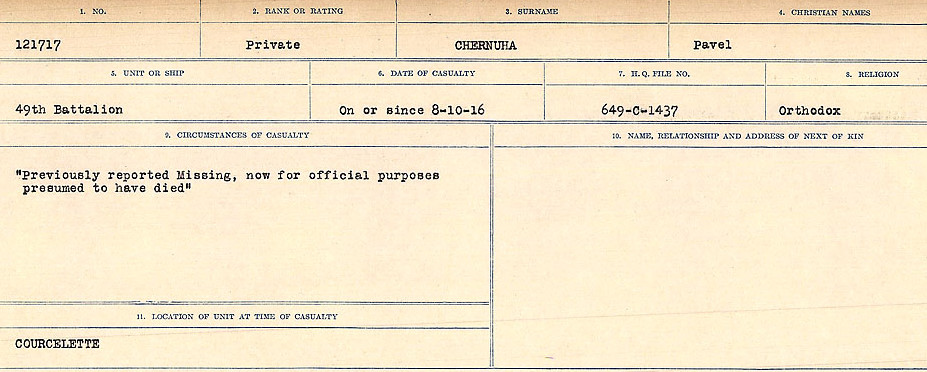 1. NO. 2. RANK OR RATING 3. SURNAME 4. CHRISTIAN NAMES
121717 Private CHERNUHA Pavel
5. UNIT OR SHIP 6. DATE OF CASUALTY 7. H.Q. FILE NO. 8. RELIGION
49th Battalion On or since 8-10-16 649-C-1437 Orthodox
9. CIRCUMSTANCES OF CASUALTY 10. NAME, RELATIONSHIP AND ADDRESS OF NEXT OF KIN
"Previously reported Missing, now for official purposes
presumed to have died"
11. LOCATION OF UNIT AT TIME OF CASUALTY
COURCELETTE